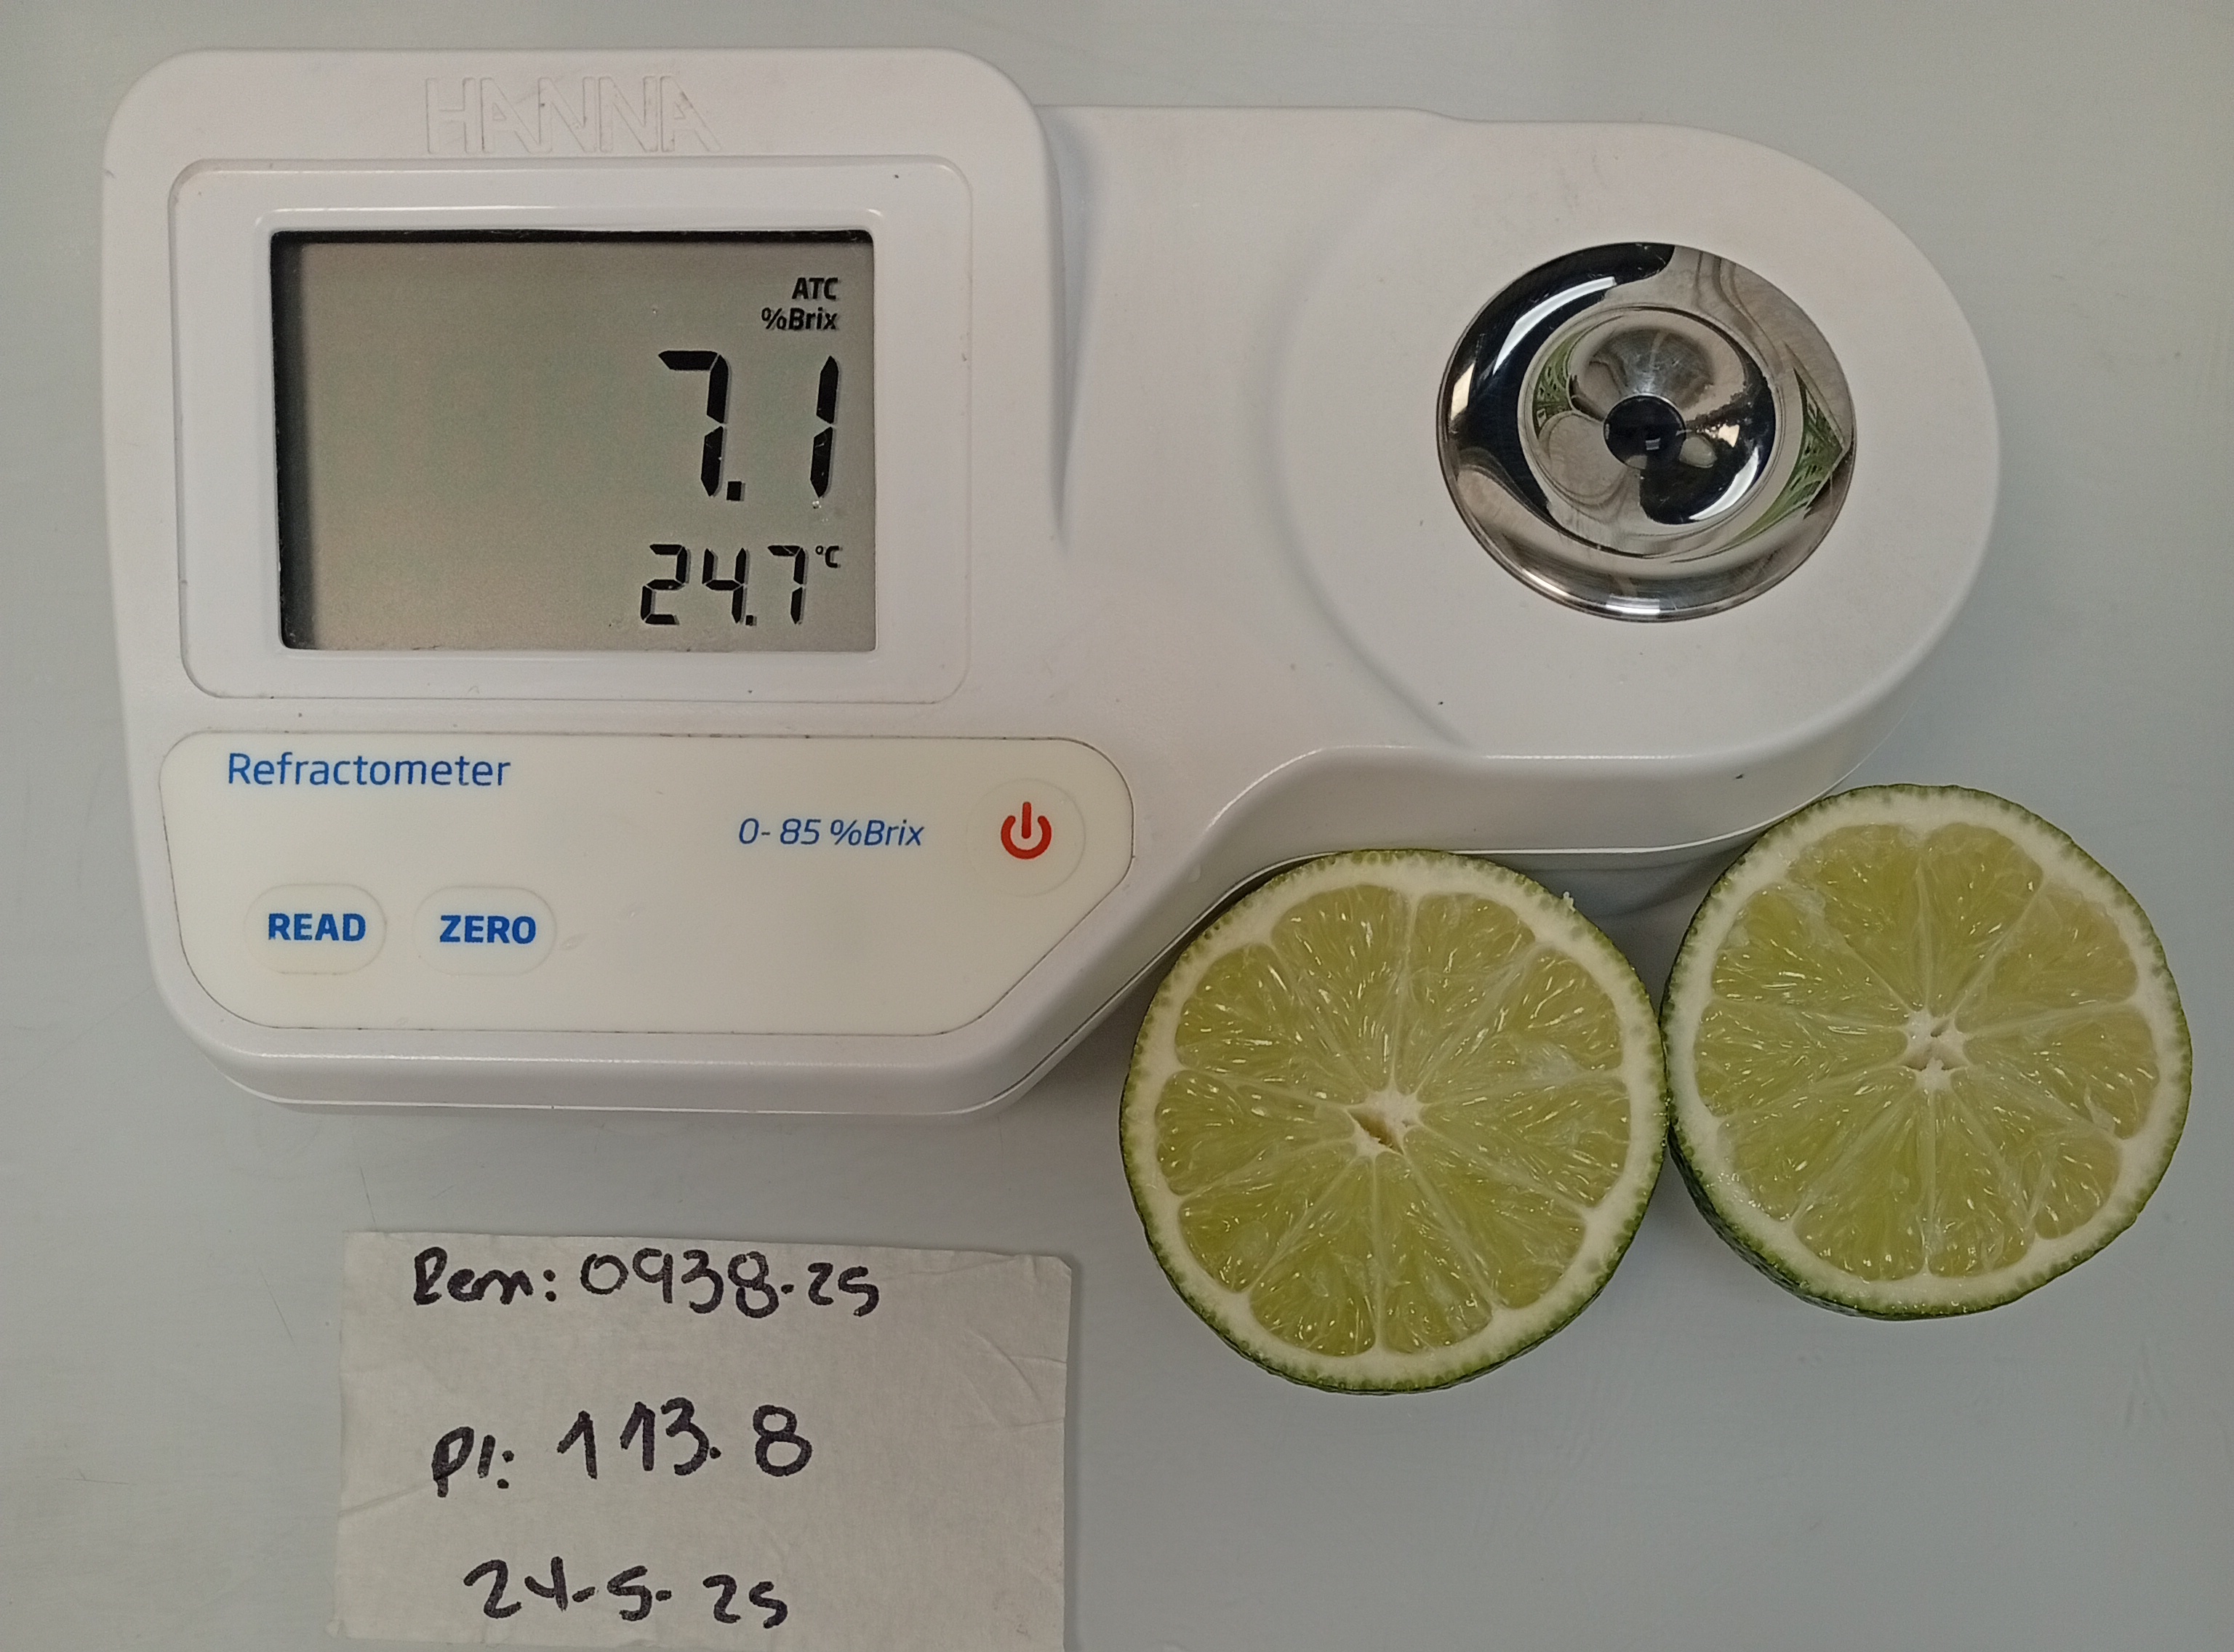 HANNA
ATC
%Brix
7.1
24.7°C
Refractometer
0-85 %Brix
READ ZERO
Rem: 0938-25
PI: 113.8
24-5-25